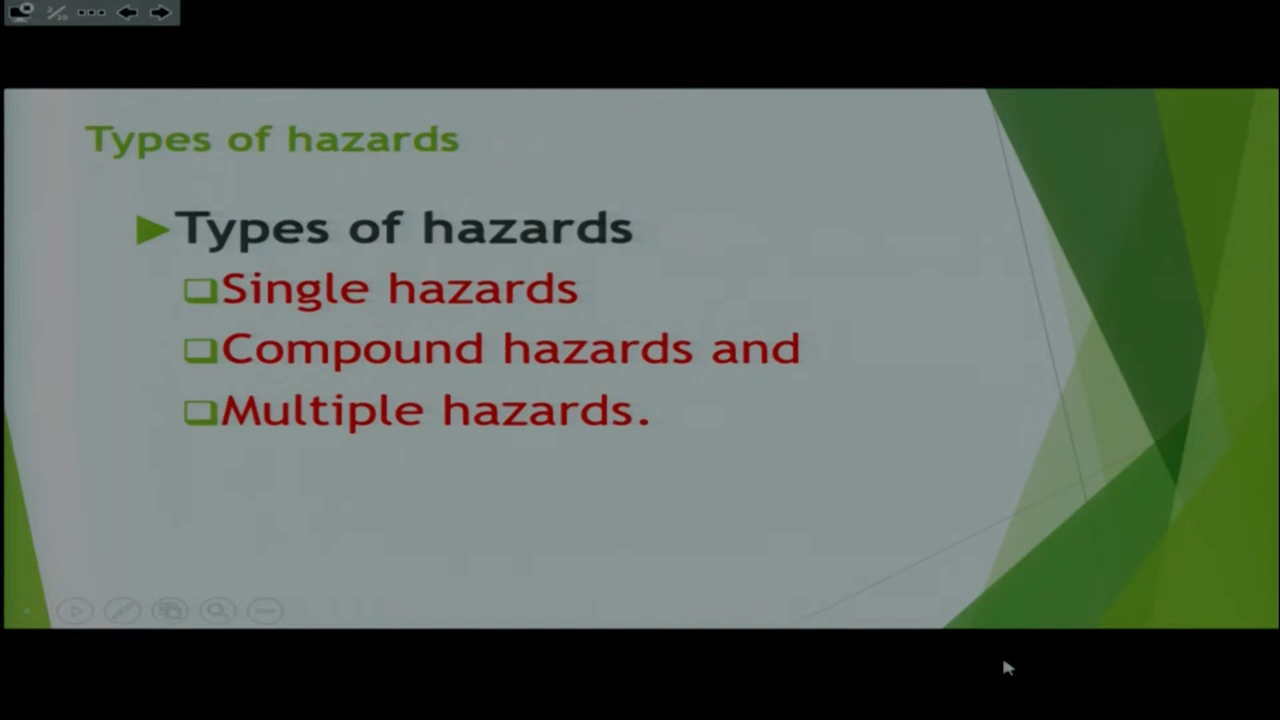 Types of hazards
Types of hazards
Single hazards
Compound hazards and
Multiple hazards.